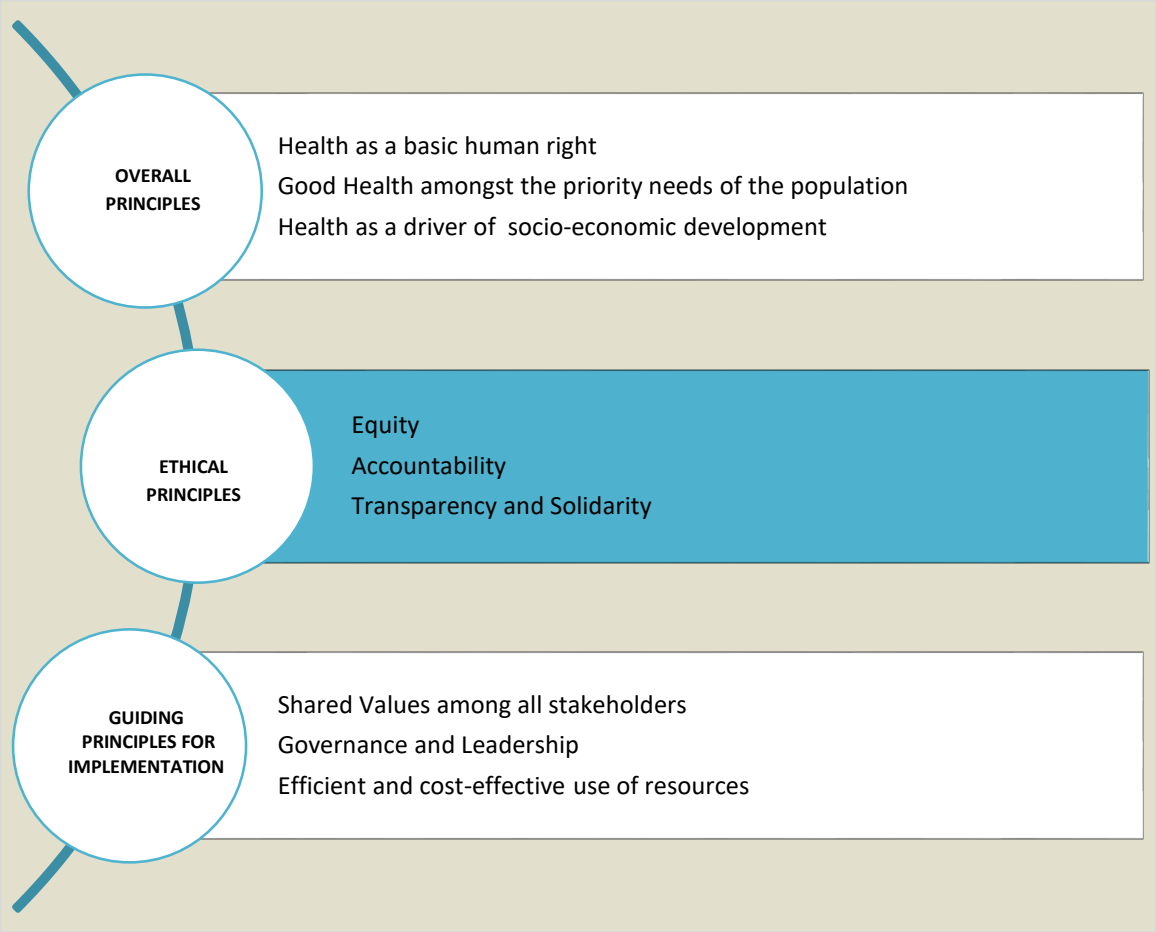 OVERALL
PRINCIPLES
Health as a basic human right
Good Health amongst the priority needs of the population
Health as a driver of  socio-economic development
ETHICAL
PRINCIPLES
Equity
Accountability
Transparency and Solidarity
GUIDING
PRINCIPLES FOR
IMPLEMENTATION
Shared Values among all stakeholders
Governance and Leadership
Efficient and cost-effective use of resources